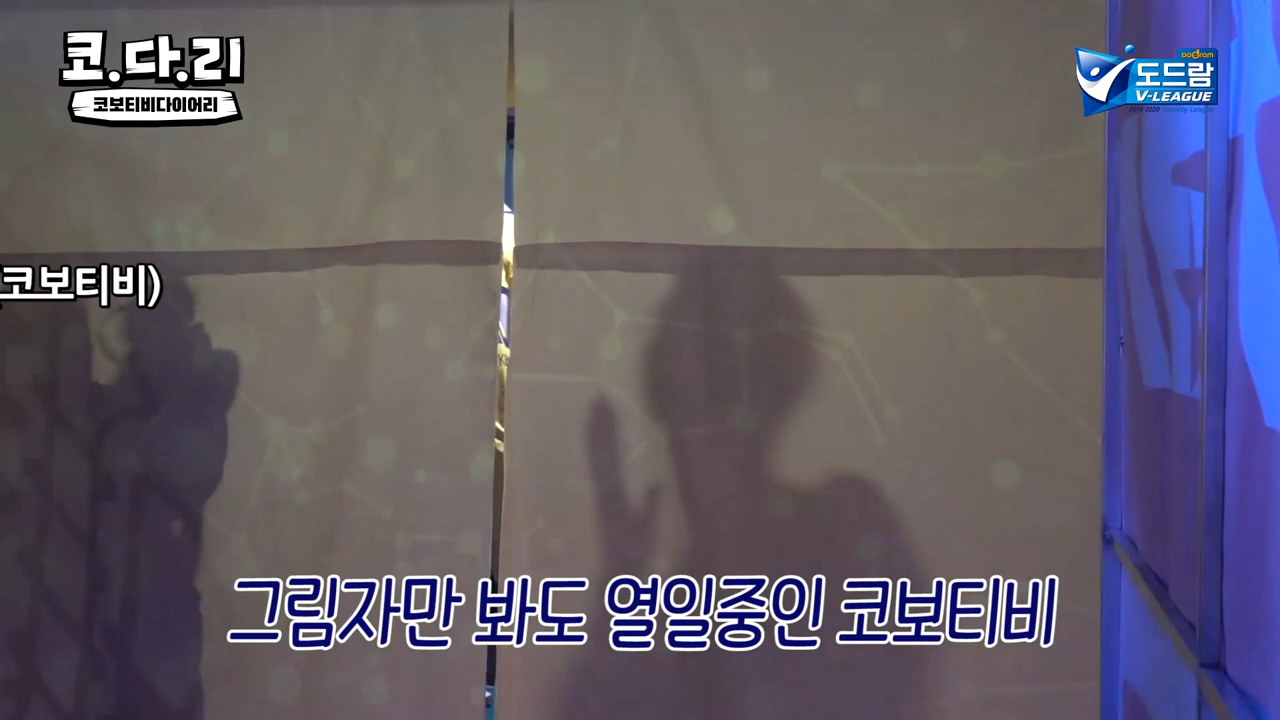 코.다.리
코보티비다이어리
DODram
도드람
V-LEAGUE
(코보티비)
그림자만 봐도 열일중인 코보티비